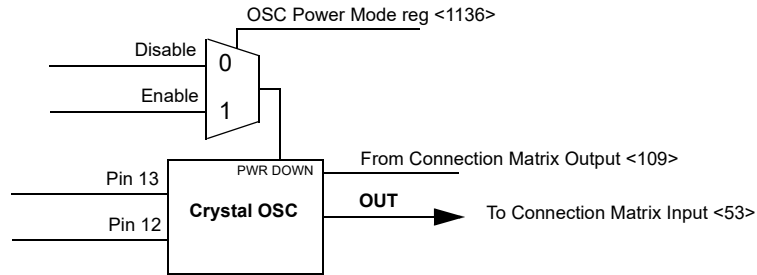 OSC Power Mode reg <1136>
Disable
0
Enable
1
PWR DOWN
From Connection Matrix Output <109>
Pin 13
Crystal OSC
OUT
To Connection Matrix Input <53>
Pin 12